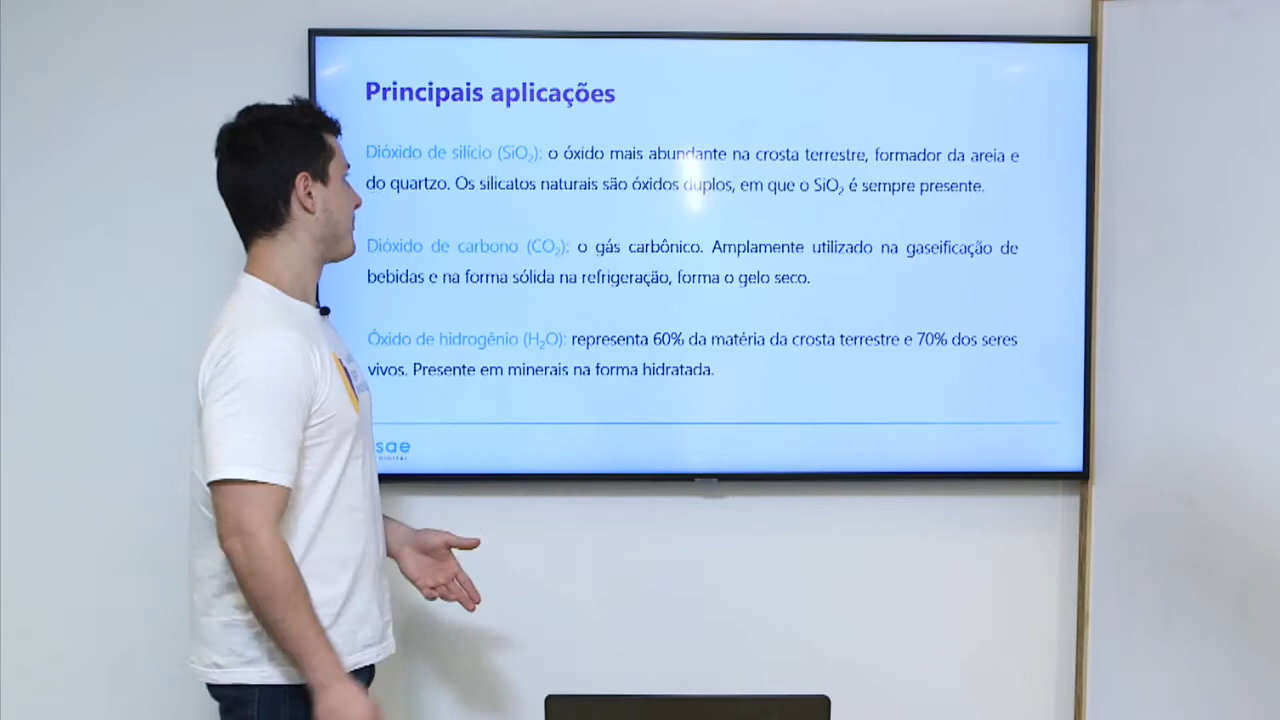 Principais aplicações
Dióxido de silício (SiO₂): o óxido mais abundante na crosta terrestre, formador da areia e
do quartzo. Os silicatos naturais são óxidos duplos, em que o SiO₂ é sempre presente.
Dióxido de carbono (CO₂): o gás carbônico. Amplamente utilizado na gaseificação de
bebidas e na forma sólida na refrigeração, forma o gelo seco.
Óxido de hidrogênio (H₂O): representa 60% da matéria da crosta terrestre e 70% dos seres
vivos. Presente em minerais na forma hidratada.
sae
DIGITAL